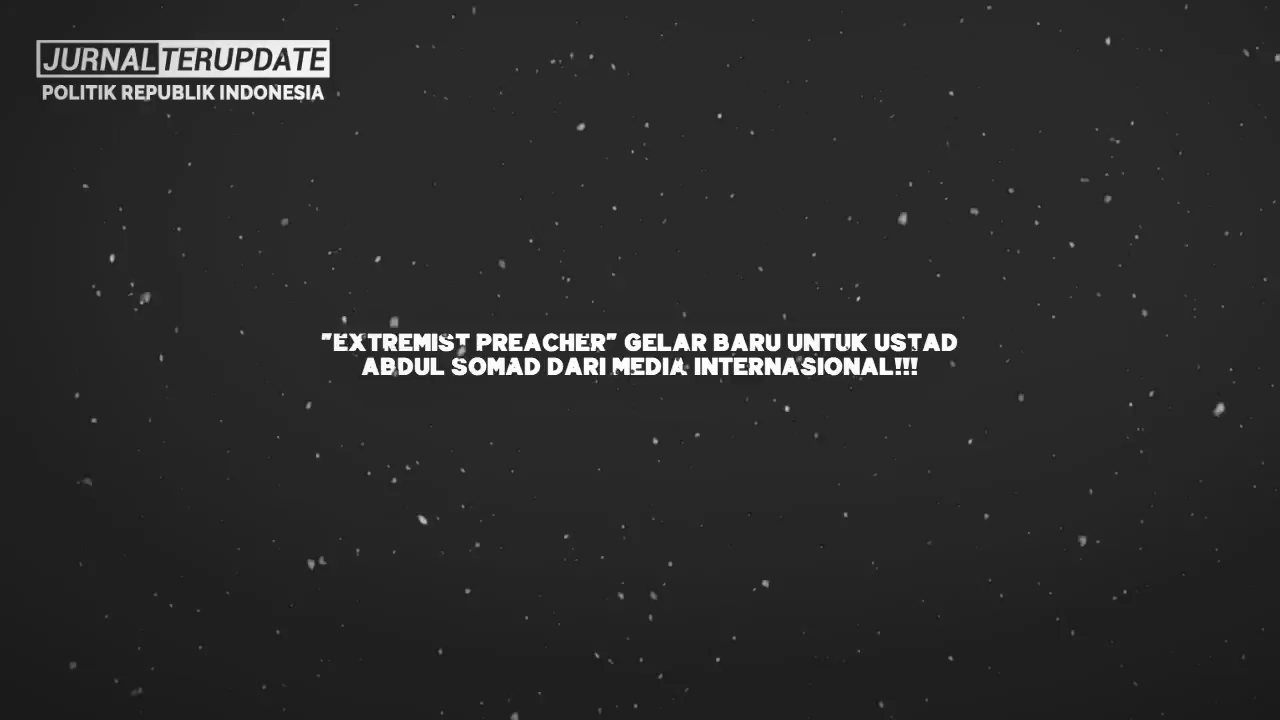 JURNALTERUPDATE
POLITIK REPUBLIK INDONESIA
"EXTREMIST PREACHER" GELAR BARU UNTUK USTAD
ABDUL SOMAD DARI MEDIA INTERNASIONAL!!!